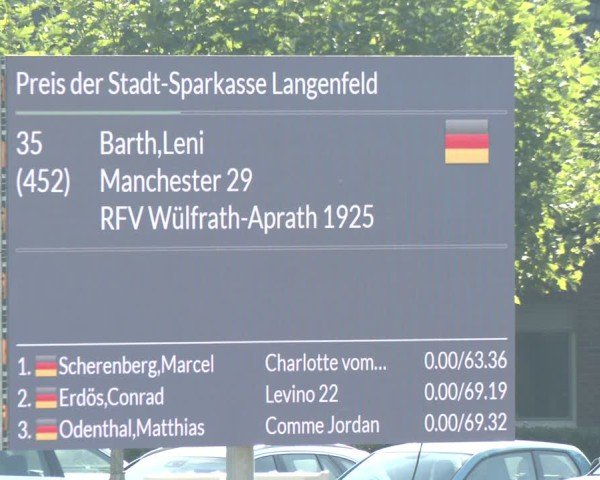 Preis der Stadt-Sparkasse Langenfeld
35 Barth,Leni
(452) Manchester 29
RFV Wülfrath-Aprath 1925
1. Scherenberg,Marcel Charlotte vom... 0.00/63.36
2. Erdös,Conrad Levino 22 0.00/69.19
3. Odenthal,Matthias Comme Jordan 0.00/69.32